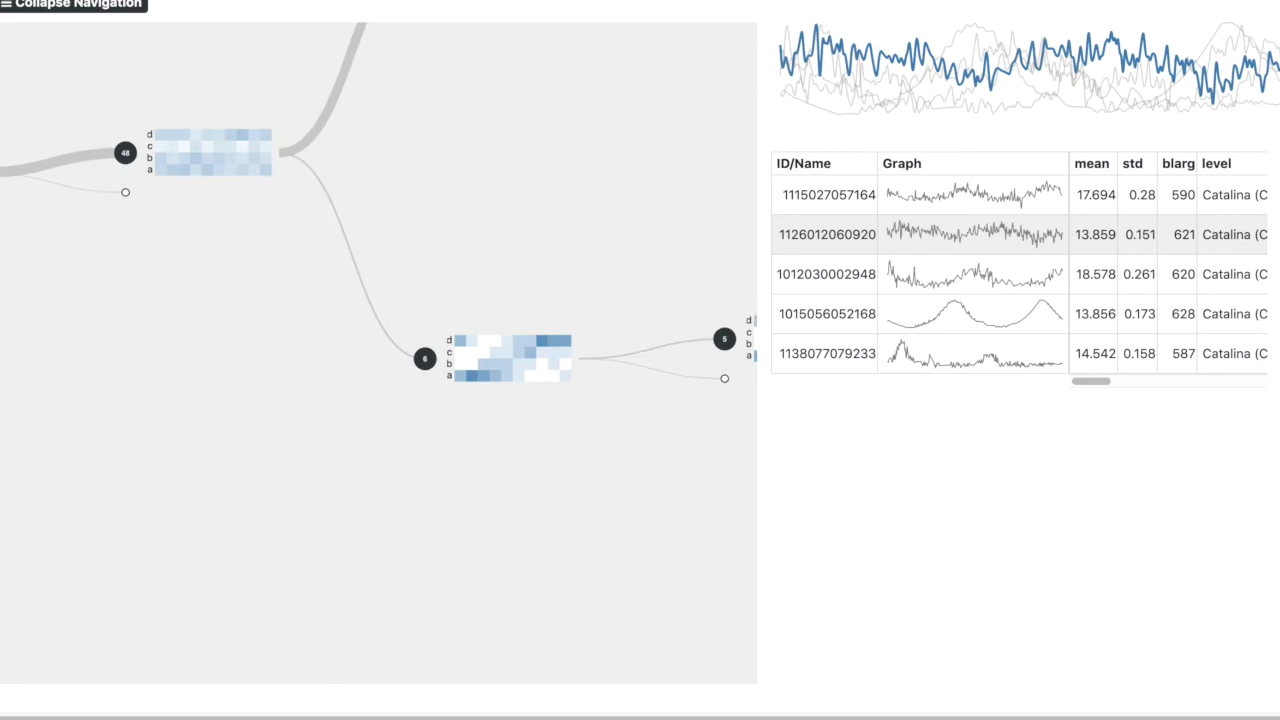 Collapse Navigation
48
d
c
b
a
6
d
c
b
a
5
d
c
b
a
ID/Name Graph mean std blarg level
1115027057164 17.694 0.28 590 Catalina (C
1126012060920 13.859 0.151 621 Catalina (C
1012030002948 18.578 0.261 620 Catalina (C
1015056052168 13.856 0.173 628 Catalina (C
1138077079233 14.542 0.158 587 Catalina (C